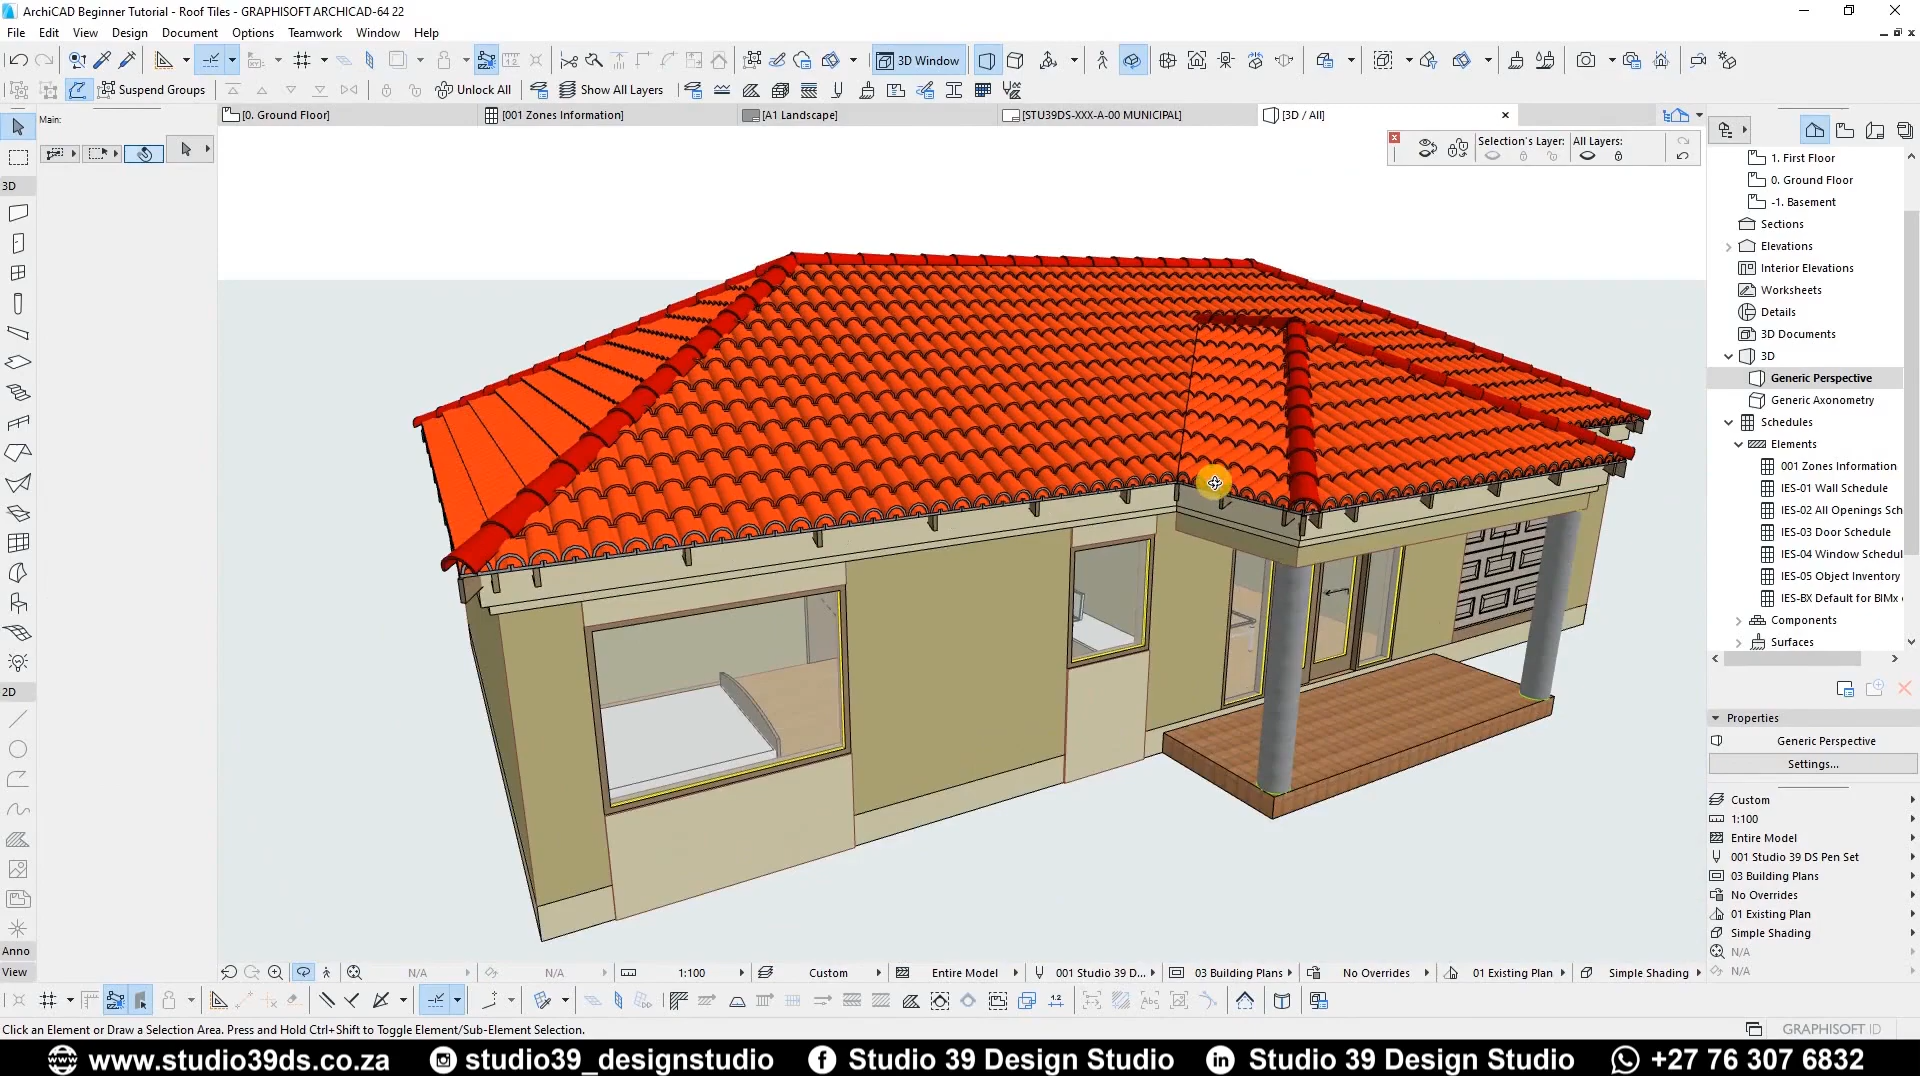 ArchiCAD Beginner Tutorial - Roof Tiles - GRAPHISOFT ARCHICAD-64 22
File Edit View Design Document Options Teamwork Window Help
3D Window
Suspend Groups Unlock All Show All Layers
Main: [0. Ground Floor] [001 Zones Information] [A1 Landscape] [STU39DS-XXX-A-00 MUNICIPAL] [3D / All]
Selection's Layer: All Layers:
1. First Floor
0. Ground Floor
-1. Basement
Sections
Elevations
Interior Elevations
Worksheets
Details
3D Documents
3D
Generic Perspective
Generic Axonometry
Schedules
Elements
001 Zones Information
IES-01 Wall Schedule
IES-02 All Openings Sch
IES-03 Door Schedule
IES-04 Window Schedul
IES-05 Object Inventory
IES-BX Default for BIMx
Components
Surfaces
Properties
Generic Perspective
Settings...
Custom
1:100
Entire Model
001 Studio 39 DS Pen Set
03 Building Plans
No Overrides
01 Existing Plan
Simple Shading
N/A
N/A
3D
2D
Anno
View
N/A N/A 1:100 Custom Entire Model 001 Studio 39 D... 03 Building Plans No Overrides 01 Existing Plan Simple Shading
Click an Element or Draw a Selection Area. Press and Hold Ctrl+Shift to Toggle Element/Sub-Element Selection.
GRAPHISOFT ID
www.studio39ds.co.za studio39_designstudio Studio 39 Design Studio Studio 39 Design Studio +27 76 307 6832